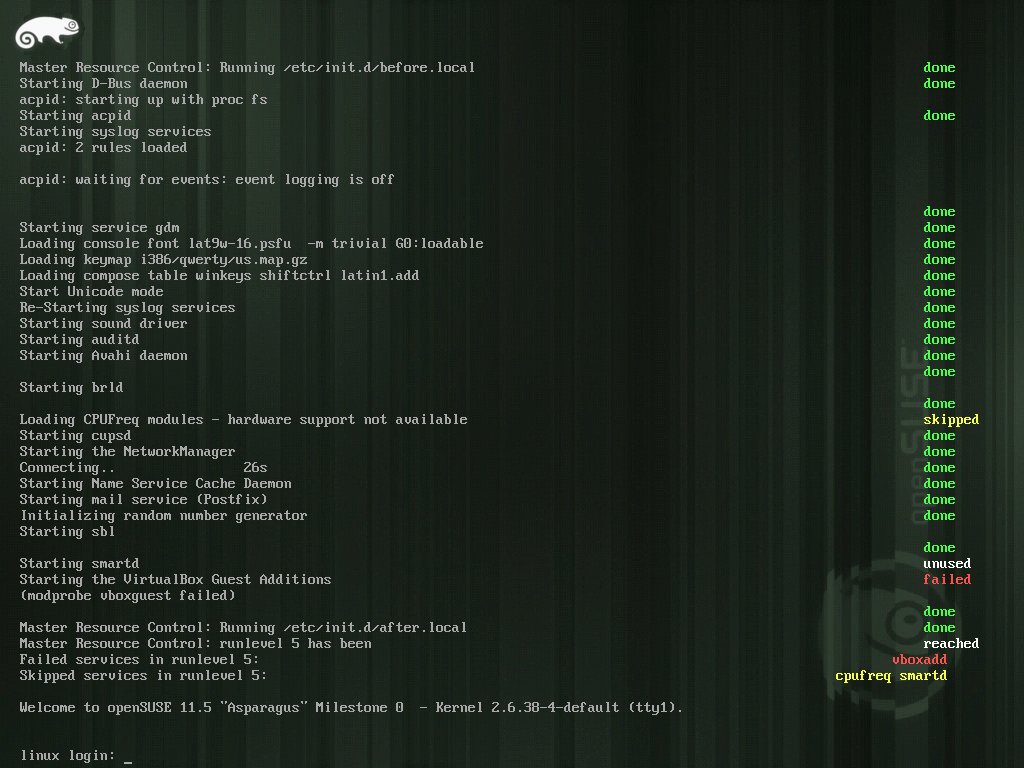 Master Resource Control: Running /etc/init.d/before.local done
Starting D-Bus daemon done
acpid: starting up with proc fs
Starting acpid done
Starting syslog services
acpid: 2 rules loaded
acpid: waiting for events: event logging is off
done
Starting service gdm done
Loading console font lat9w-16.psfu  -m trivial G0:loadable done
Loading keymap i386/qwerty/us.map.gz done
Loading compose table winkeys shiftctrl latin1.add done
Start Unicode mode done
Re-Starting syslog services done
Starting sound driver done
Starting auditd done
Starting Avahi daemon done
done
Starting brld
done
Loading CPUFreq modules - hardware support not available skipped
Starting cupsd done
Starting the NetworkManager done
Connecting.. 26s done
Starting Name Service Cache Daemon done
Starting mail service (Postfix) done
Initializing random number generator done
Starting sbl
done
Starting smartd unused
Starting the VirtualBox Guest Additions failed
(modprobe vboxguest failed)
done
Master Resource Control: Running /etc/init.d/after.local done
Master Resource Control: runlevel 5 has been reached
Failed services in runlevel 5: vboxadd
Skipped services in runlevel 5: cpufreq smartd
Welcome to openSUSE 11.5 "Asparagus" Milestone 0  - Kernel 2.6.38-4-default (tty1).
linux login: _
openSUSE